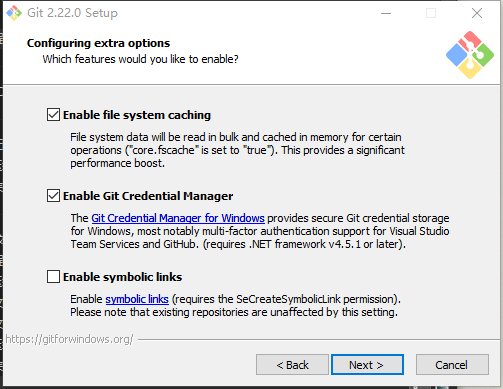 Git 2.22.0 Setup
Configuring extra options
Which features would you like to enable?
Enable file system caching
File system data will be read in bulk and cached in memory for certain
operations ("core.fscache" is set to "true"). This provides a significant
performance boost.
Enable Git Credential Manager
The Git Credential Manager for Windows provides secure Git credential storage
for Windows, most notably multi-factor authentication support for Visual Studio
Team Services and GitHub. (requires .NET framework v4.5.1 or later).
Enable symbolic links
Enable symbolic links (requires the SeCreateSymbolicLink permission).
Please note that existing repositories are unaffected by this setting.
https://gitforwindows.org/
< Back
Next >
Cancel